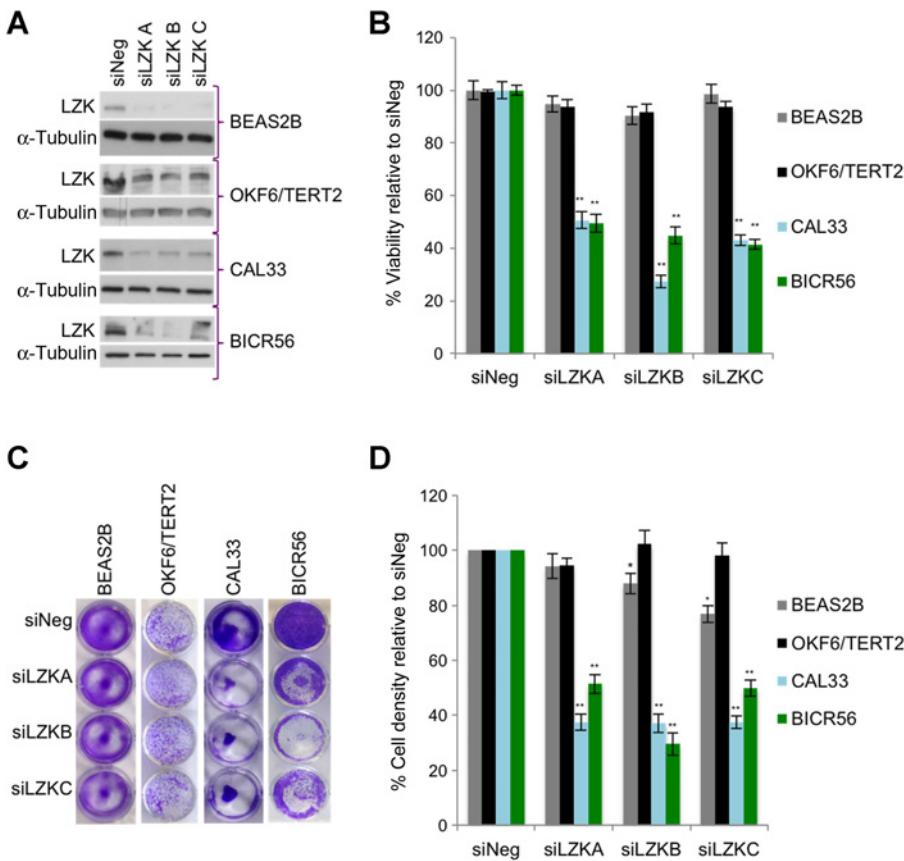 A
siNeg
siLZK A
siLZK B
siLZK C
LZK
α-Tubulin
BEAS2B
LZK
α-Tubulin
OKF6/TERT2
LZK
α-Tubulin
CAL33
LZK
α-Tubulin
BICR56
B
% Viability relative to siNeg
120
100
80
60
40
20
0
** **
**
**
** **
siNeg siLZKA siLZKB siLZKC
BEAS2B
OKF6/TERT2
CAL33
BICR56
C
BEAS2B
OKF6/TERT2
CAL33
BICR56
siNeg
siLZKA
siLZKB
siLZKC
D
% Cell density relative to siNeg
120
100
80
60
40
20
0
**
**
*
**
**
*
**
**
siNeg siLZKA siLZKB siLZKC
BEAS2B
OKF6/TERT2
CAL33
BICR56